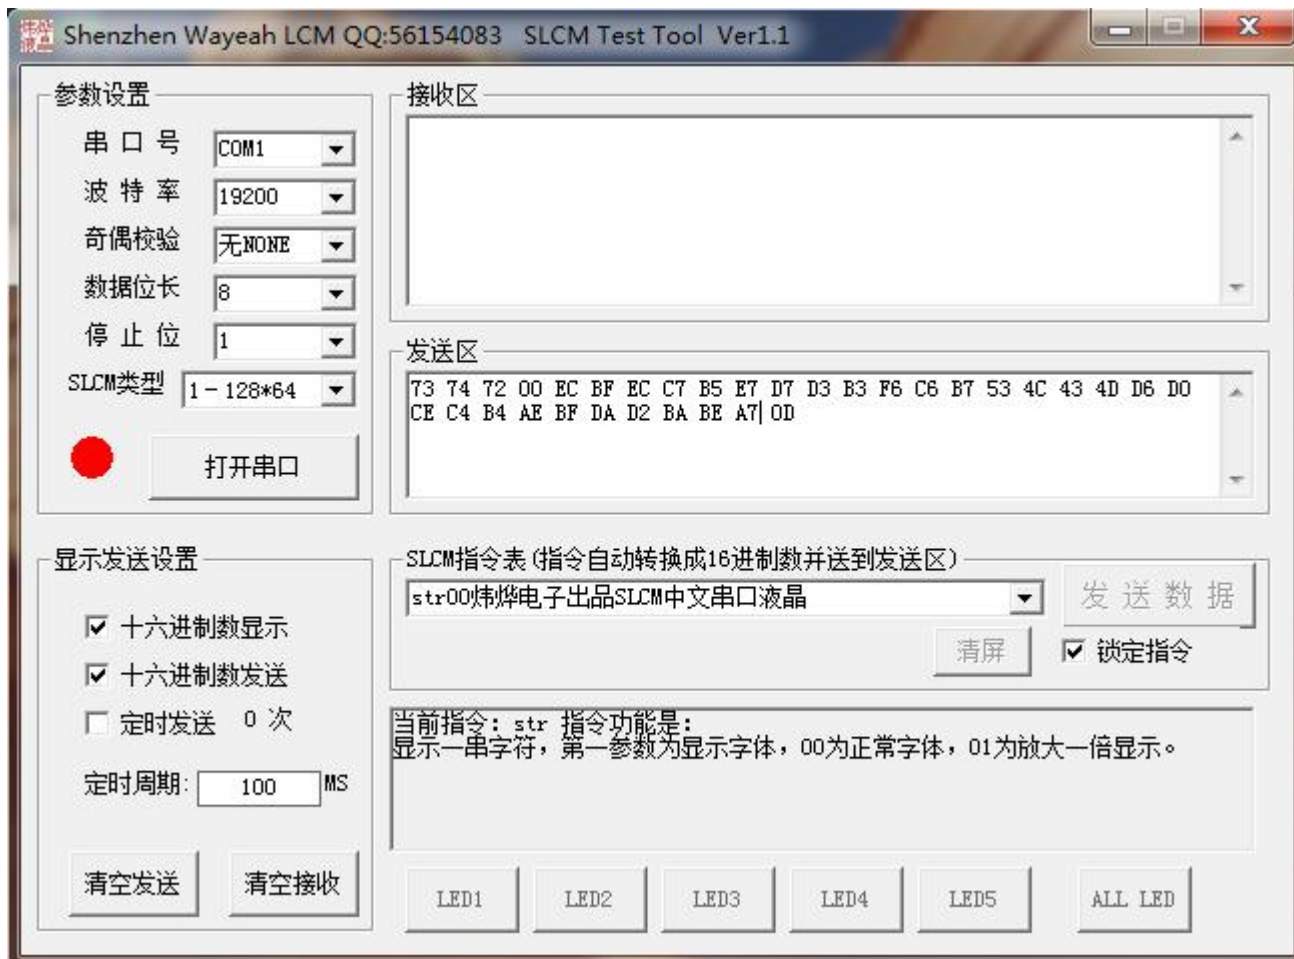 Shenzhen Wayeah LCM QQ:56154083 SLCM Test Tool Ver1.1
参数设置
串 口 号 COM1
波 特 率 19200
奇偶校验 无NONE
数据位长 8
停 止 位 1
SLCM类型 1－128*64
打开串口
接收区
发送区
73 74 72 00 EC BF EC C7 B5 E7 D7 D3 B3 F6 C6 B7 53 4C 43 4D D6 D0
CE C4 B4 AE BF DA D2 BA BE A7 0D
显示发送设置
十六进制数显示
十六进制数发送
定时发送 0 次
定时周期: 100 MS
清空发送 清空接收
SLCM指令表(指令自动转换成16进制数并送到发送区)
str00炜烨电子出品SLCM中文串口液晶
发 送 数 据
清屏 锁定指令
当前指令: str 指令功能是:
显示一串字符，第一参数为显示字体，00为正常字体，01为放大一倍显示。
LED1 LED2 LED3 LED4 LED5 ALL LED